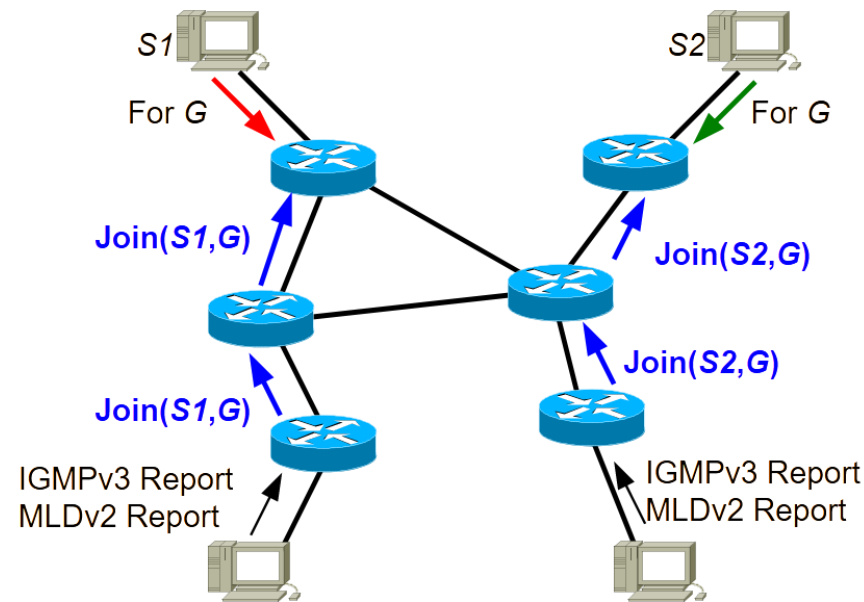 S1
S2
For G
For G
Join(S1,G)
Join(S2,G)
Join(S2,G)
Join(S1,G)
IGMPv3 Report
MLDv2 Report
IGMPv3 Report
MLDv2 Report